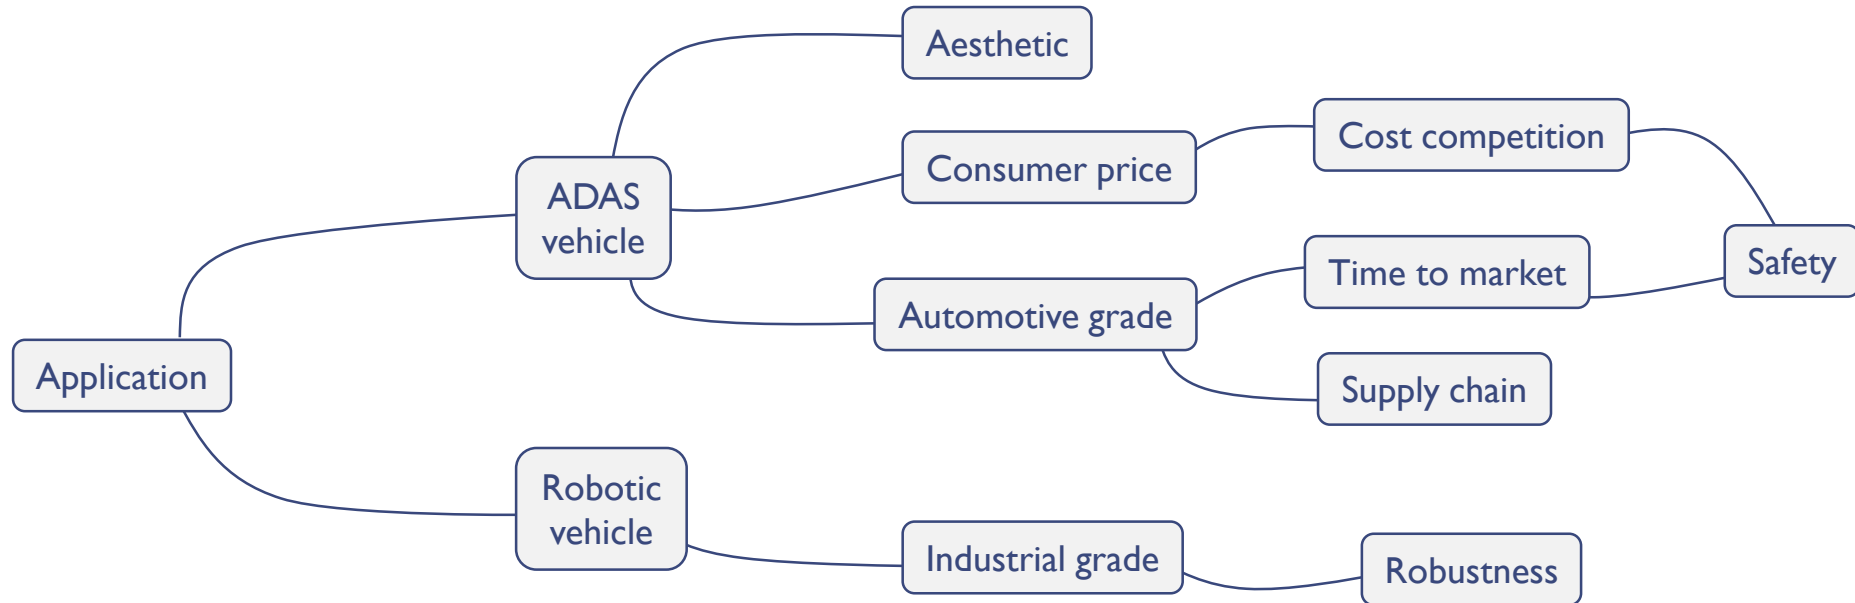 Aesthetic
Cost competition
Consumer price
ADAS
vehicle
Safety
Time to market
Automotive grade
Application
Supply chain
Robotic
vehicle
Industrial grade
Robustness